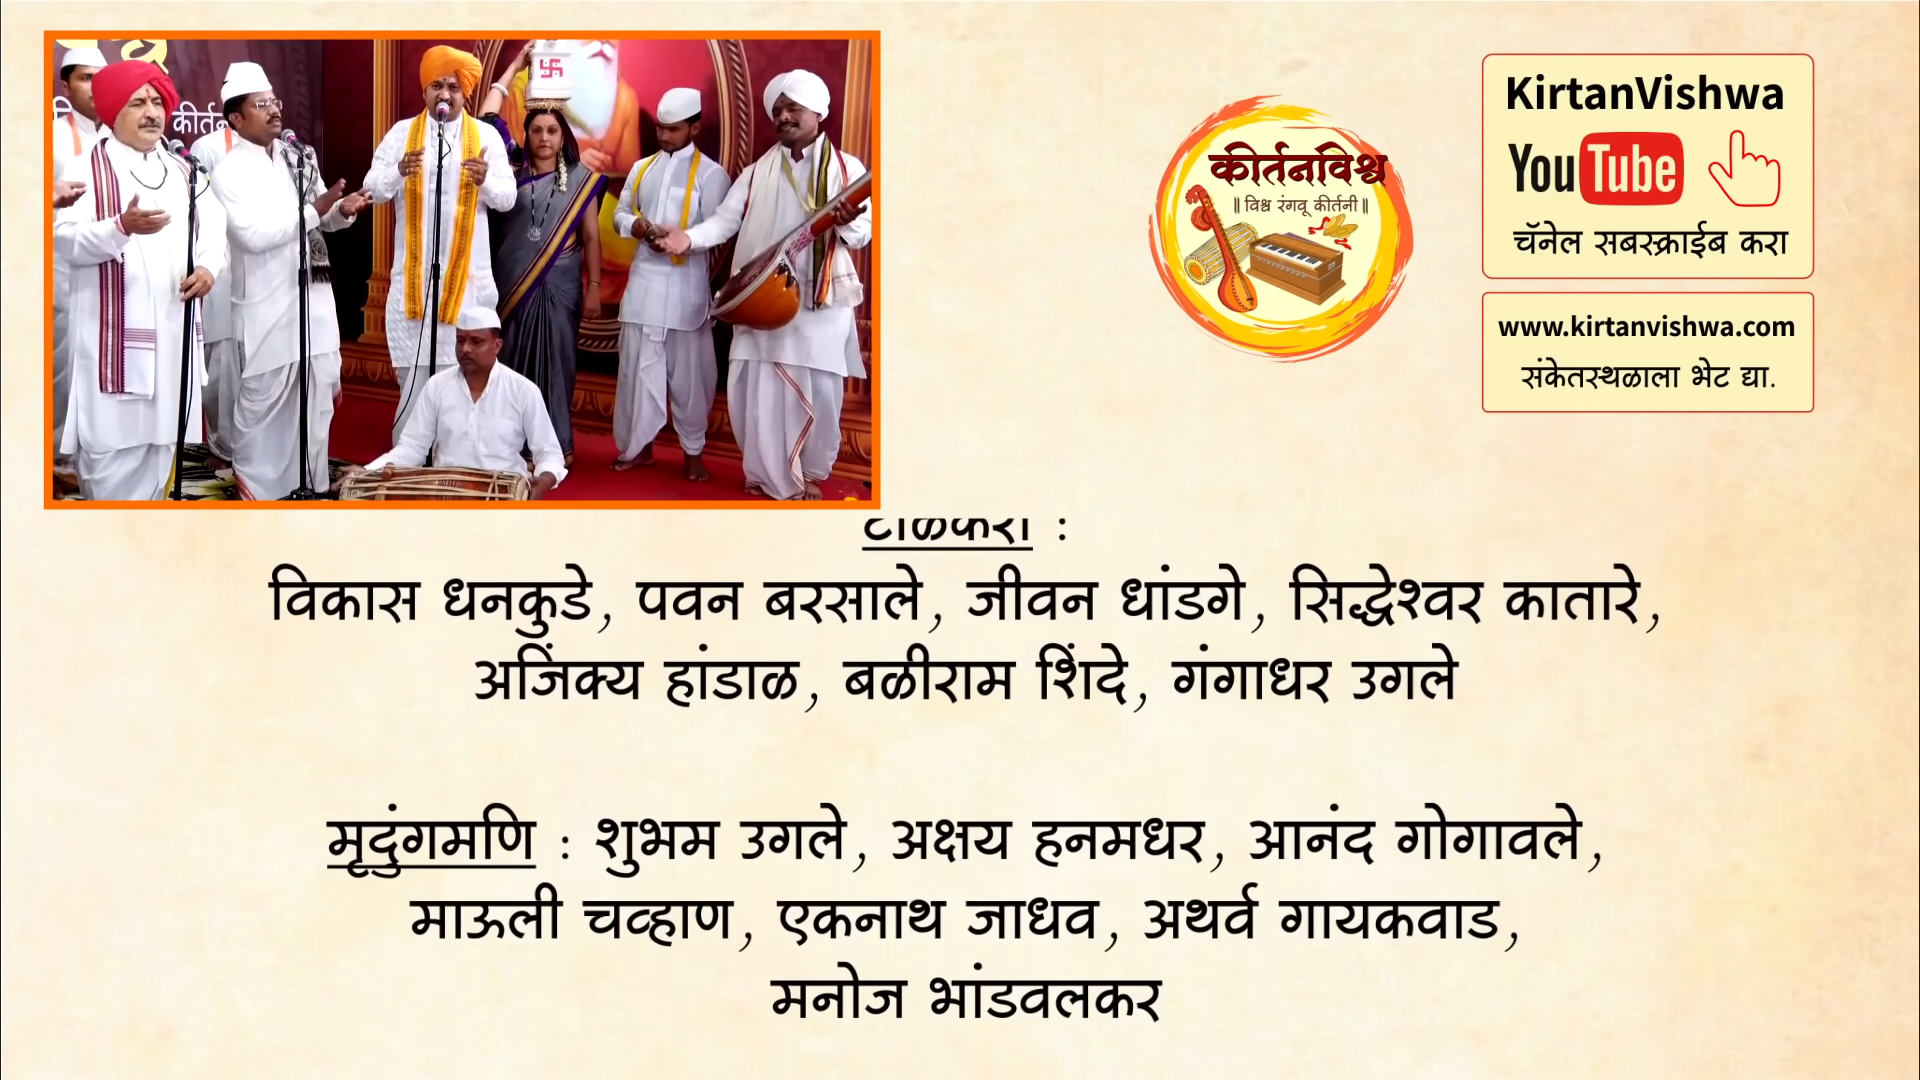 कीर्तन
कीर्तनविश्व
॥ विश्व रंगवू कीर्तनी॥
KirtanVishwa
YouTube
चॅनेल सबस्क्राईब करा
www.kirtanvishwa.com
संकेतस्थळाला भेट द्या.
टाळकरी :
विकास धनकुडे, पवन बरसाले, जीवन धांडगे, सिद्धेश्वर कातारे,
अजिंक्य हांडाळ, बळीराम शिंदे, गंगाधर उगले
मृदुंगमणि : शुभम उगले, अक्षय हनमधर, आनंद गोगावले,
माऊली चव्हाण, एकनाथ जाधव, अथर्व गायकवाड,
मनोज भांडवलकर